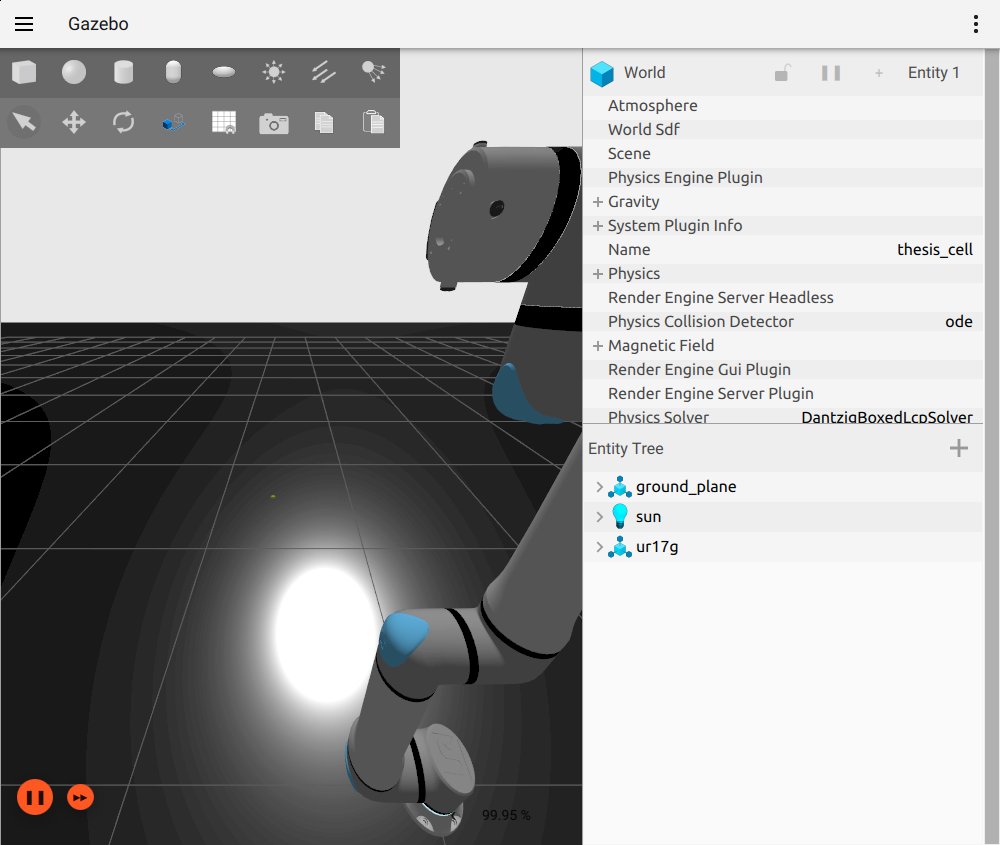 Gazebo
World
+
Entity 1
Atmosphere
World Sdf
Scene
Physics Engine Plugin
Gravity
System Plugin Info
Name thesis_cell
Physics
Render Engine Server Headless
Physics Collision Detector ode
Magnetic Field
Render Engine Gui Plugin
Render Engine Server Plugin
Physics Solver DantzigBoxedLcpSolver
Entity Tree
ground_plane
sun
ur17g
99.95 %